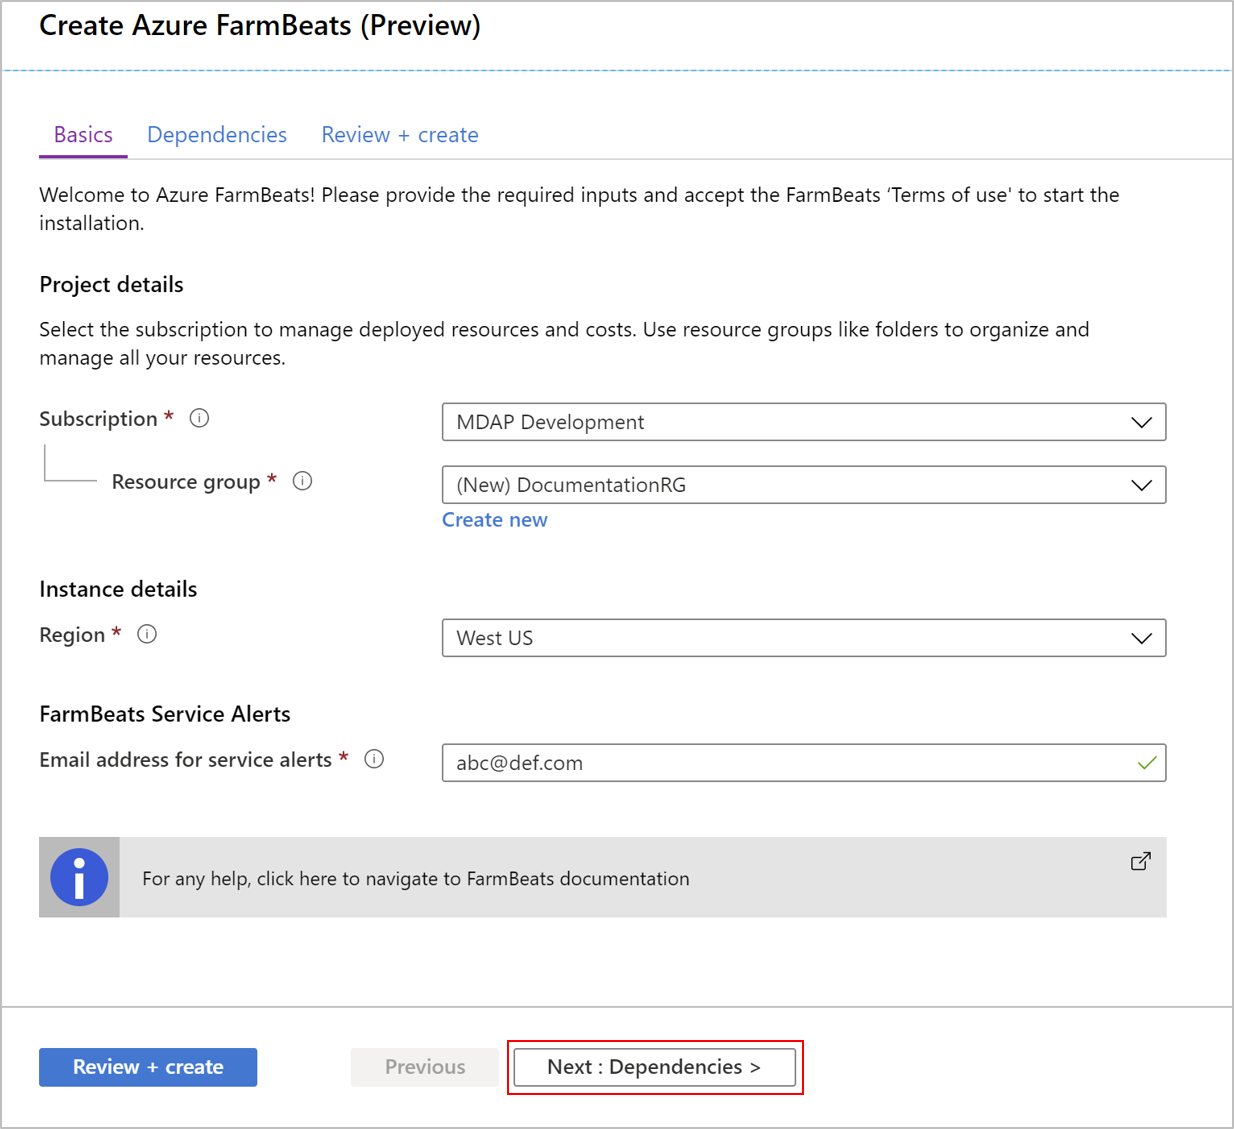 Create Azure FarmBeats (Preview)
Basics
Dependencies
Review + create
Welcome to Azure FarmBeats! Please provide the required inputs and accept the FarmBeats ‘Terms of use' to start the
installation.
Project details
Select the subscription to manage deployed resources and costs. Use resource groups like folders to organize and
manage all your resources.
Subscription *
MDAP Development
Resource group *
(New) DocumentationRG
Create new
Instance details
Region *
West US
FarmBeats Service Alerts
Email address for service alerts *
abc@def.com
For any help, click here to navigate to FarmBeats documentation
Review + create
Previous
Next : Dependencies >